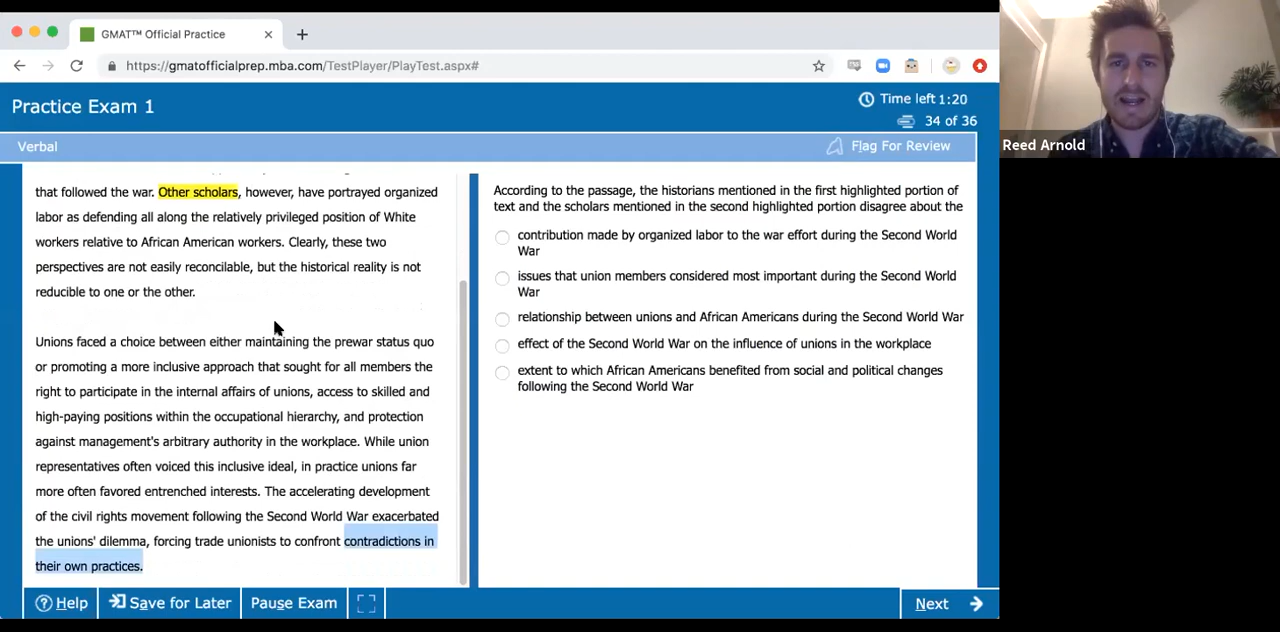 GMAT™ Official Practice
https://gmatofficialprep.mba.com/TestPlayer/PlayTest.aspx#
Practice Exam 1
Time left 1:20
34 of 36
Verbal
Flag For Review
that followed the war. Other scholars, however, have portrayed organized
labor as defending all along the relatively privileged position of White
workers relative to African American workers. Clearly, these two
perspectives are not easily reconcilable, but the historical reality is not
reducible to one or the other.
Unions faced a choice between either maintaining the prewar status quo
or promoting a more inclusive approach that sought for all members the
right to participate in the internal affairs of unions, access to skilled and
high-paying positions within the occupational hierarchy, and protection
against management's arbitrary authority in the workplace. While union
representatives often voiced this inclusive ideal, in practice unions far
more often favored entrenched interests. The accelerating development
of the civil rights movement following the Second World War exacerbated
the unions' dilemma, forcing trade unionists to confront contradictions in
their own practices.
According to the passage, the historians mentioned in the first highlighted portion of
text and the scholars mentioned in the second highlighted portion disagree about the
contribution made by organized labor to the war effort during the Second World
War
issues that union members considered most important during the Second World
War
relationship between unions and African Americans during the Second World War
effect of the Second World War on the influence of unions in the workplace
extent to which African Americans benefited from social and political changes
following the Second World War
Help
Save for Later
Pause Exam
Next
Reed Arnold